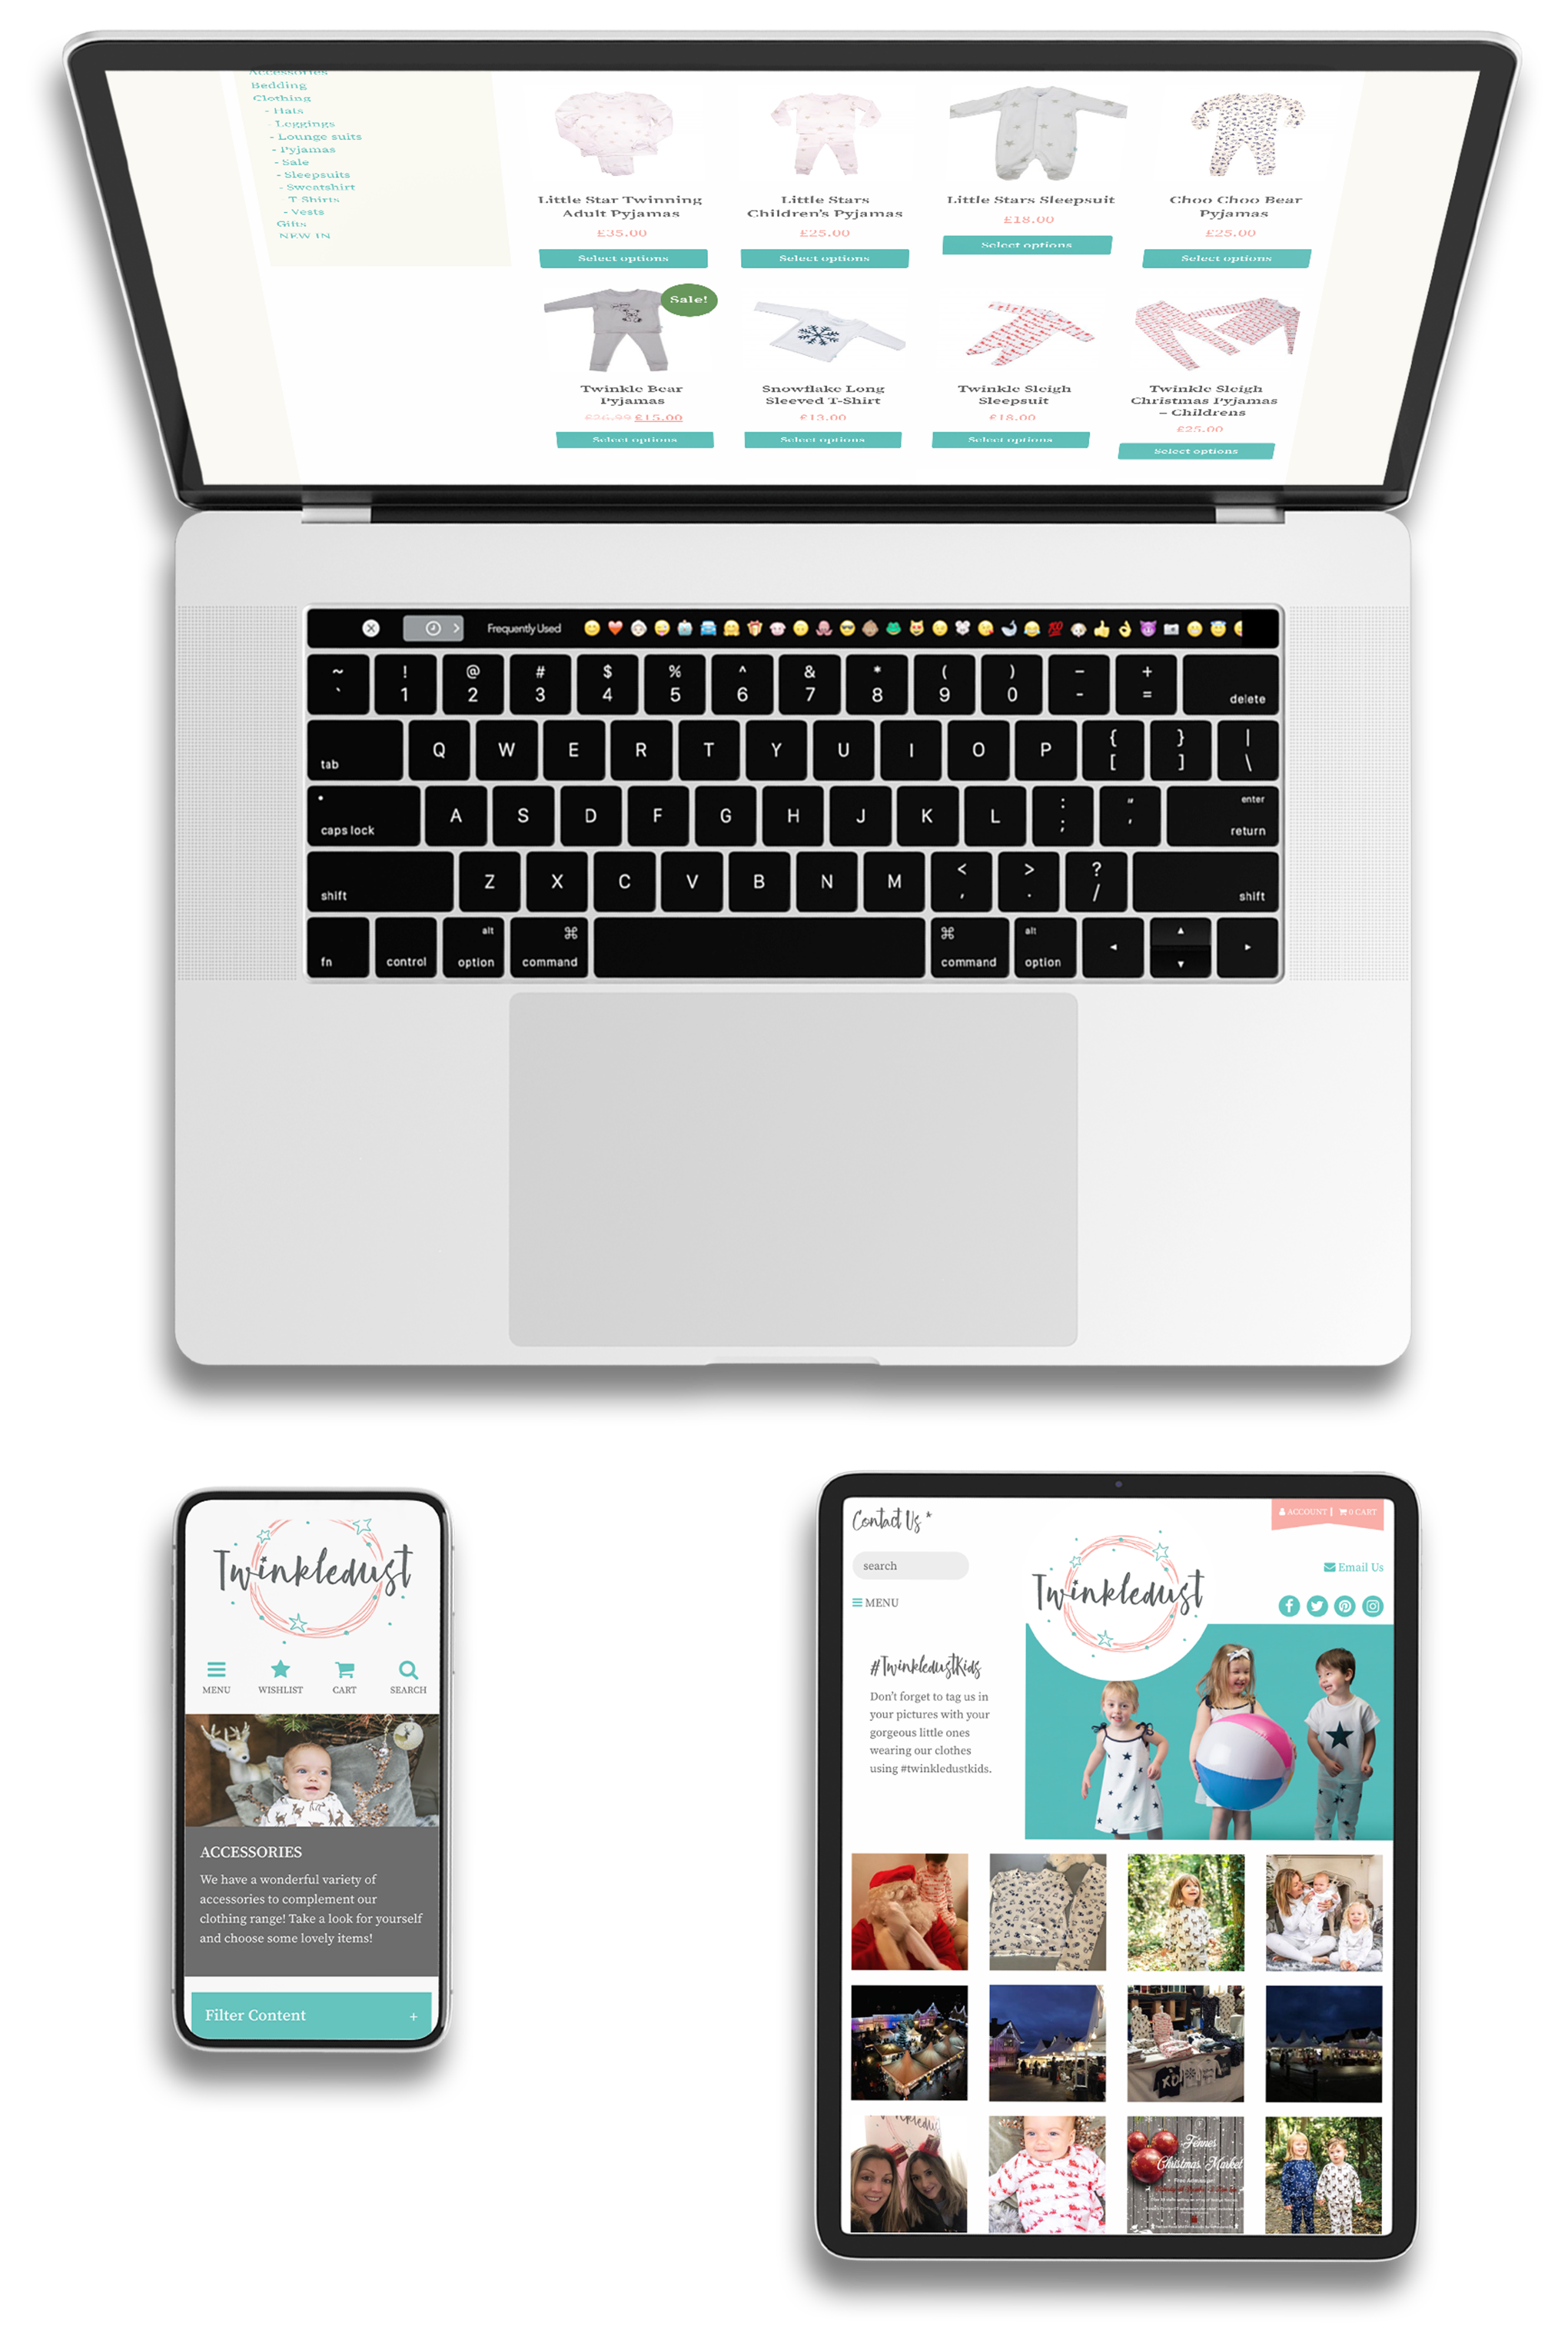 Accessories
Bedding
Clothing
- Hats
- Leggings
- Lounge suits
- Pyjamas
- Sale
- Sleepsuits
- Sweatshirt
T Shirts
- Vests
Gifts
NEW IN
Little Star Twinning
Adult Pyjamas
£35.00
Select options
Little Stars
Children's Pyjamas
£25.00
Select options
Little Stars Sleepsuit
£18.00
Select options
Choo Choo Bear
Pyjamas
£25.00
Select options
Sale!
Twinkle Bear
Pyjamas
£26.99 £15.00
Select options
Snowflake Long
Sleeved T-Shirt
£13.00
Select options
Twinkle Sleigh
Sleepsuit
£18.00
Select options
Twinkle Sleigh
Christmas Pyjamas
– Childrens
£25.00
Select options
Frequently Used
~ ! @ # $ % ^ & * ( ) – +
` 1 2 3 4 5 6 7 8 9 0 - = delete
tab Q W E R T Y U I O P { [ } ] | \
caps lock A S D F G H J K L : ; " ' enter return
shift Z X C V B N M < , > . ? / shift
fn control alt option ⌘ command ⌘ command alt option
Twinkledust
MENU WISHLIST CART SEARCH
ACCESSORIES
We have a wonderful variety of
accessories to complement our
clothing range! Take a look for yourself
and choose some lovely items!
Filter Content +
Contact Us *
ACCOUNT | 0 CART
search
Twinkledust
Email Us
MENU
#TwinkledustKids
Don't forget to tag us in
your pictures with your
gorgeous little ones
wearing our clothes
using #twinkledustkids.
XO
Fennes
Christmas Market